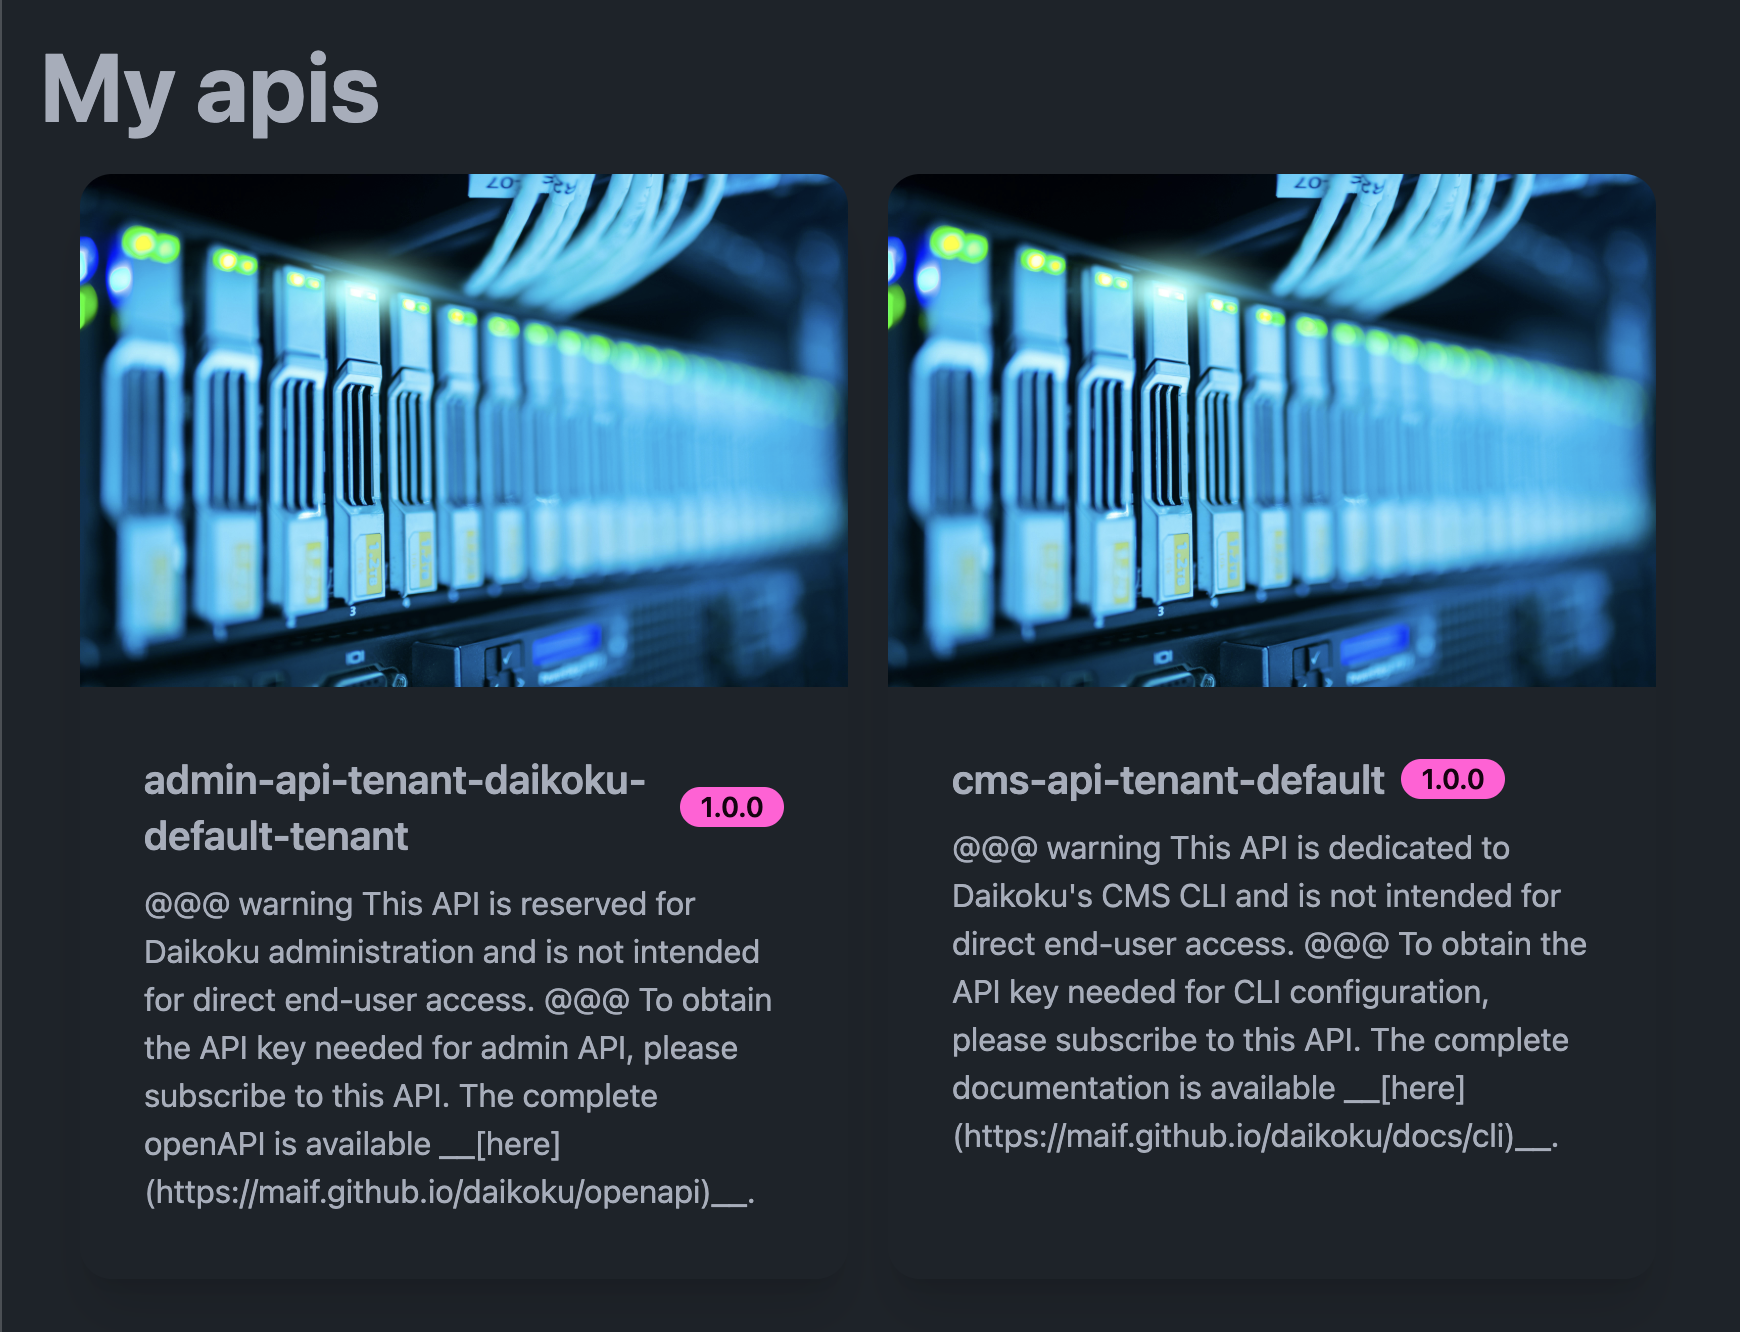 My apis
admin-api-tenant-daikoku-
default-tenant
1.0.0
@@@ warning This API is reserved for
Daikoku administration and is not intended
for direct end-user access. @@@ To obtain
the API key needed for admin API, please
subscribe to this API. The complete
openAPI is available __[here]
(https://maif.github.io/daikoku/openapi)__.
cms-api-tenant-default
1.0.0
@@@ warning This API is dedicated to
Daikoku's CMS CLI and is not intended for
direct end-user access. @@@ To obtain the
API key needed for CLI configuration,
please subscribe to this API. The complete
documentation is available __[here]
(https://maif.github.io/daikoku/docs/cli)__.